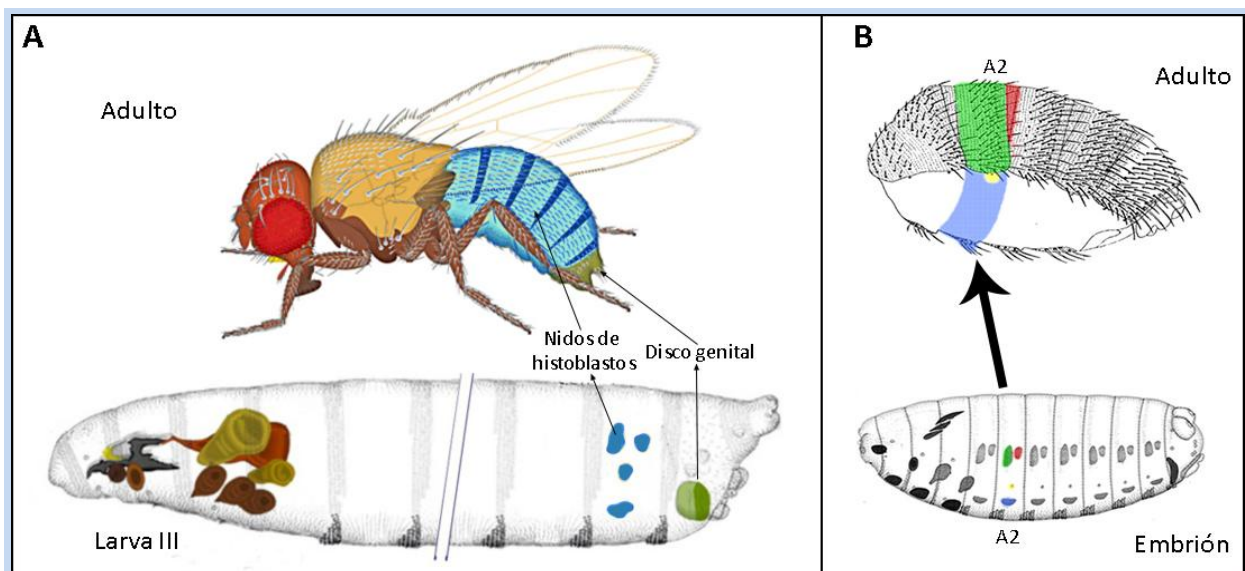 A
Adulto
Nidos de
histoblastos
Disco genital
Larva III
B
A2
Adulto
A2
Embrión